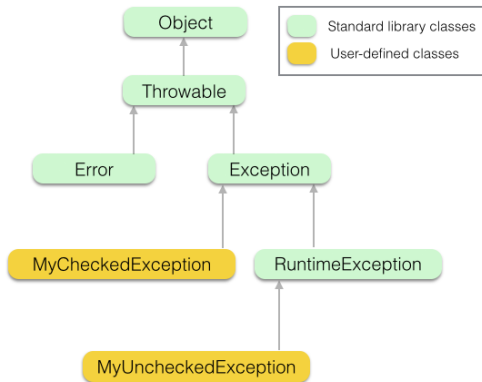 Object
Standard library classes
User-defined classes
Throwable
Error
Exception
MyCheckedException
RuntimeException
MyUncheckedException